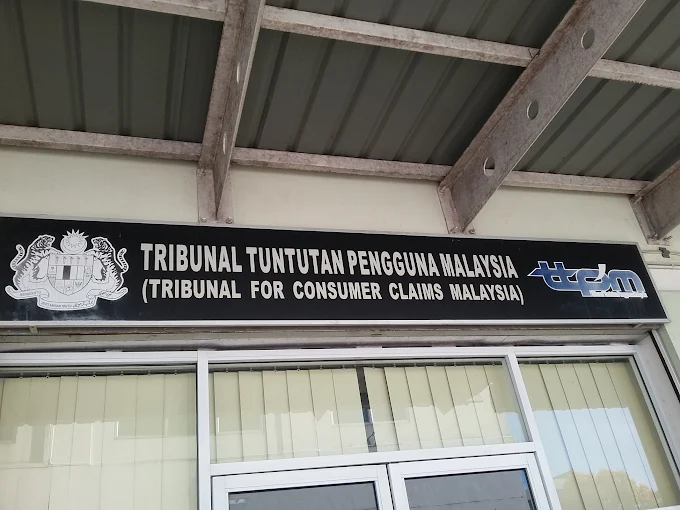 TRIBUNAL TUNTUTAN PENGGUNA MALAYSIA
(TRIBUNAL FOR CONSUMER CLAIMS MALAYSIA)
ttpm